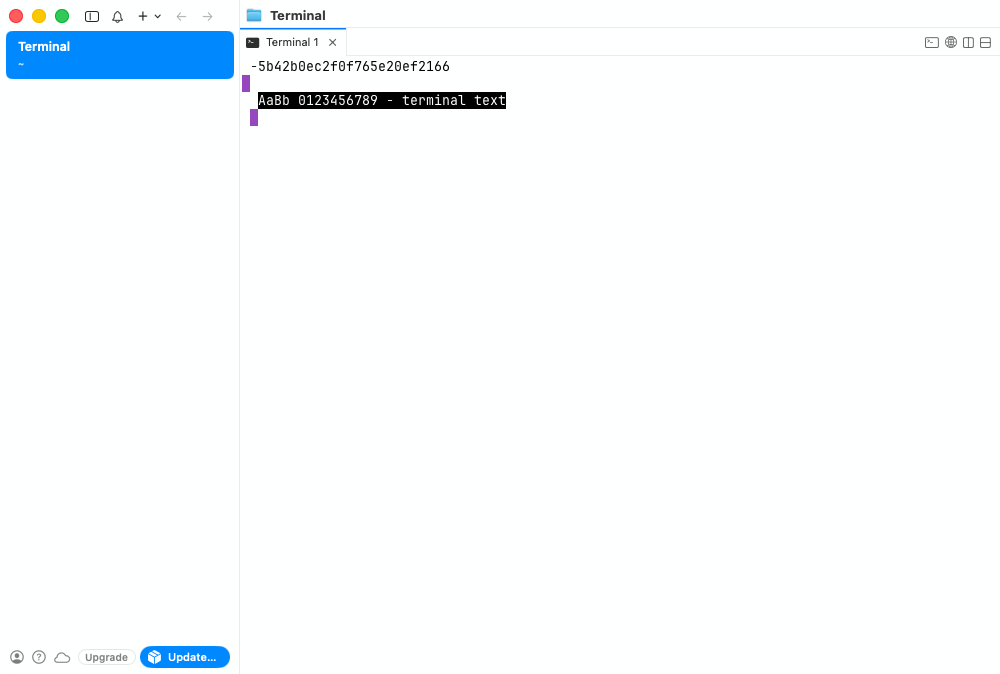 Terminal
Terminal
~
Terminal 1
-5b42b0ec2f0f765e20ef2166
AaBb 0123456789 - terminal text
Upgrade
Update...